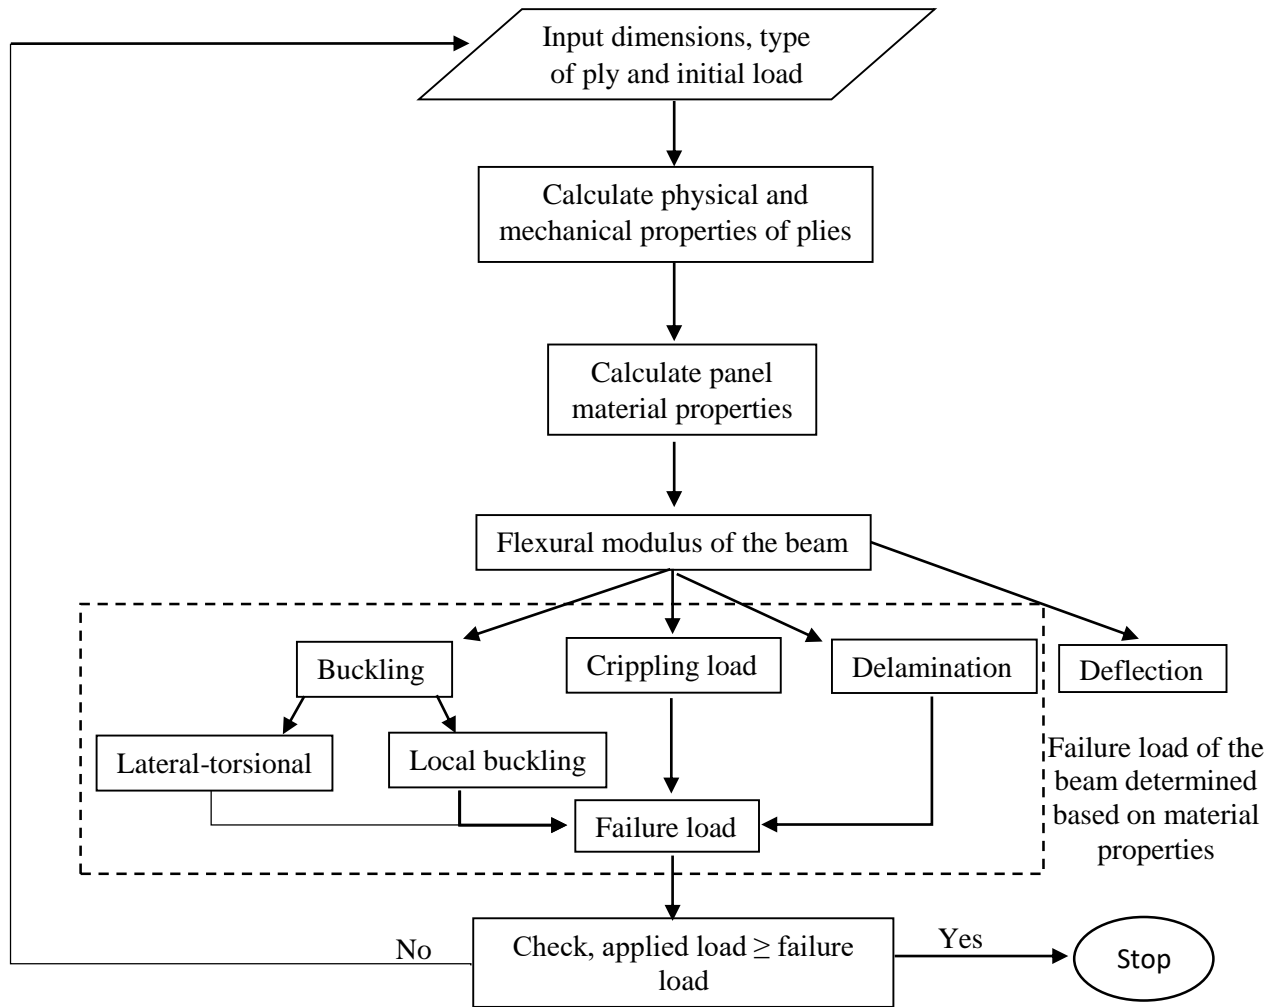 Input dimensions, type
of ply and initial load
Calculate physical and
mechanical properties of plies
Calculate panel
material properties
Flexural modulus of the beam
Buckling
Crippling load
Delamination
Deflection
Lateral-torsional
Local buckling
Failure load
Failure load of the
beam determined
based on material
properties
No
Check, applied load ≥ failure
load
Yes
Stop